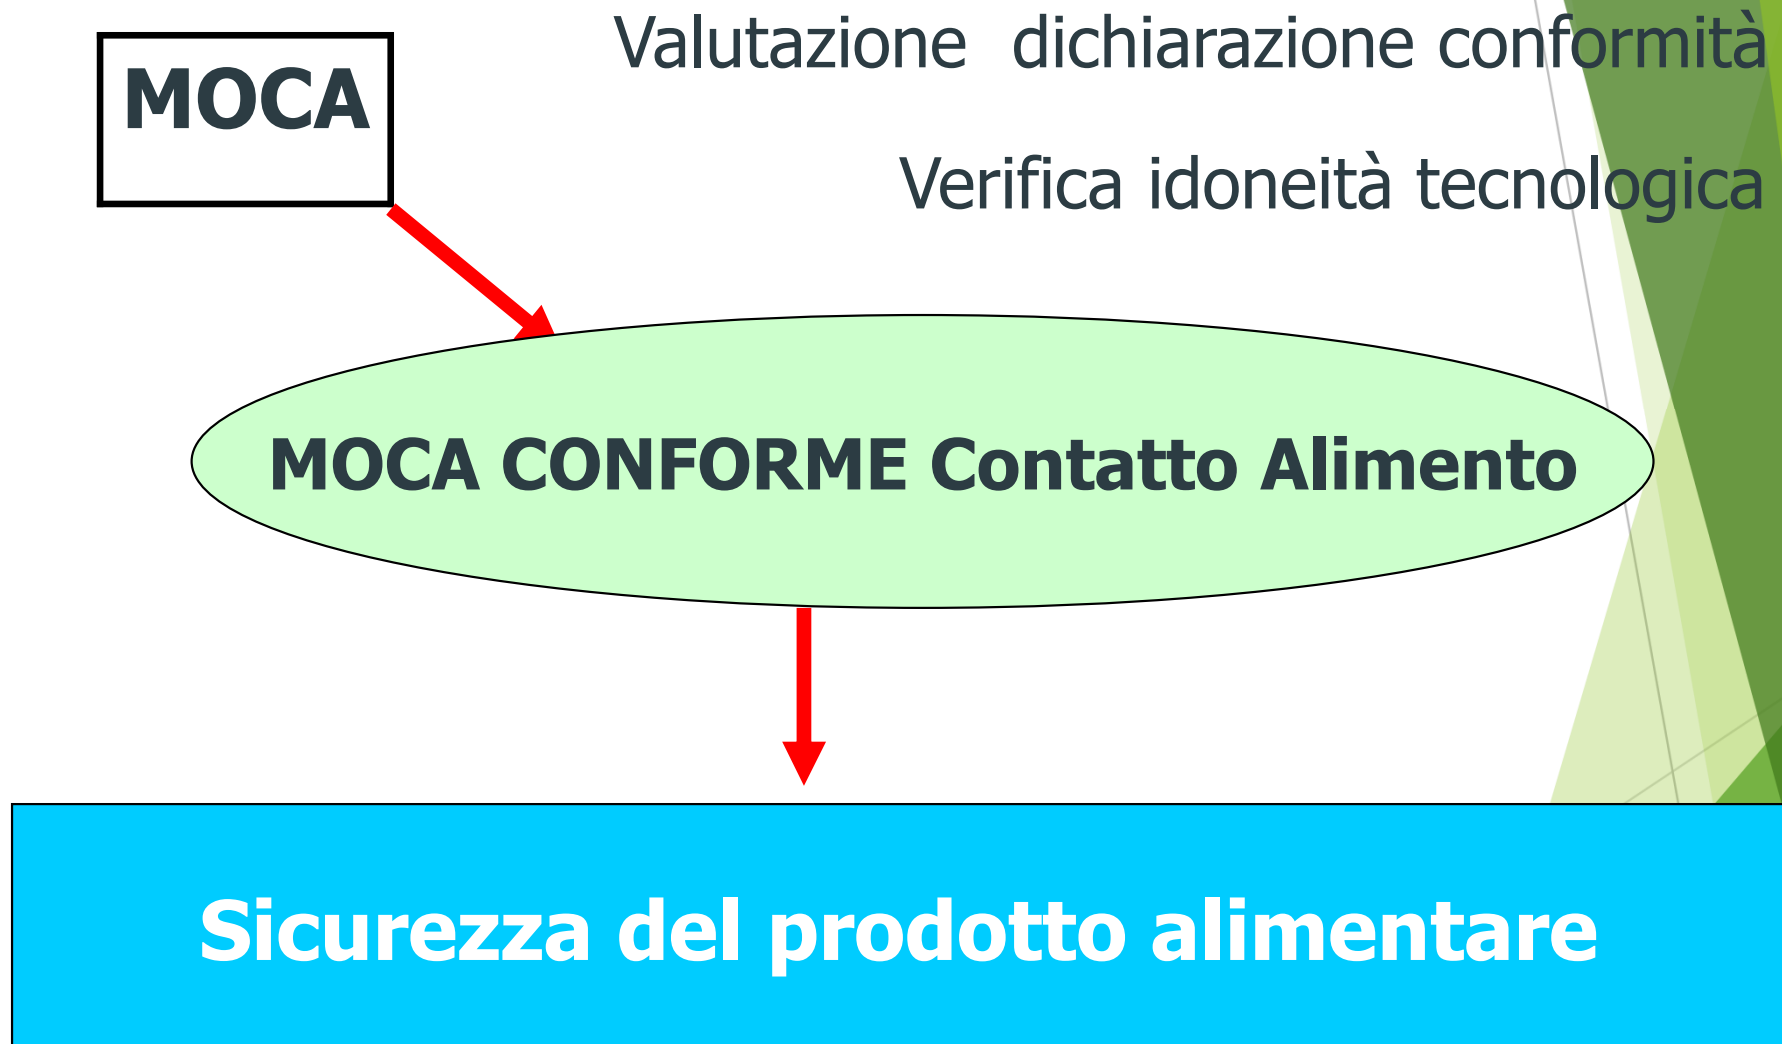 Valutazione  dichiarazione conformità
MOCA
Verifica idoneità tecnologica
MOCA CONFORME Contatto Alimento
Sicurezza del prodotto alimentare